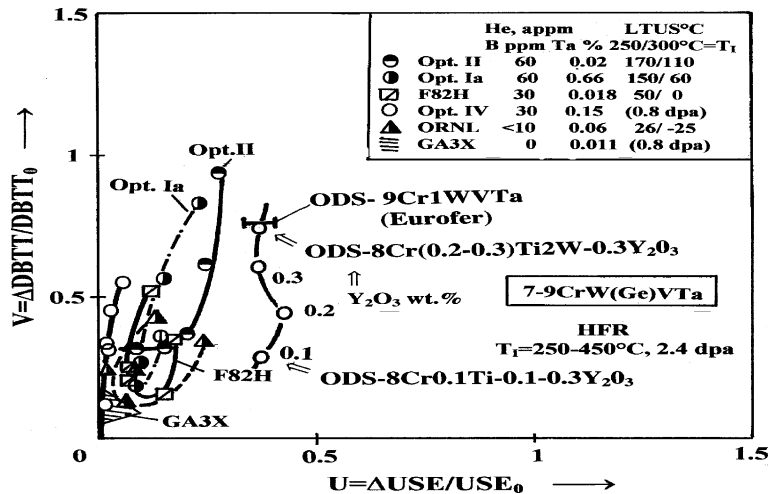 1.5
He, appm LTUS°C
B ppm Ta % 250/300°C=T_I
Opt. II 60 0.02 170/110
Opt. Ia 60 0.66 150/ 60
F82H 30 0.018 50/ 0
Opt. IV 30 0.15 (0.8 dpa)
ORNL <10 0.06 26/ -25
GA3X 0 0.011 (0.8 dpa)
1
Opt.II
Opt. Ia
ODS- 9Cr1WVTa
(Eurofer)
ODS-8Cr(0.2-0.3)Ti2W-0.3Y₂0₃
0.3
Y₂O₃ wt.%
7-9CrW(Ge)VTa
0.5
0.2
HFR
T_I=250-450°C, 2.4 dpa
0.1
F82H
ODS-8Cr0.1Ti-0.1-0.3Y₂0₃
GA3X
V=ΔDBTT/DBTT₀ →
0
0 0.5 1 1.5
U=ΔUSE/USE₀ →